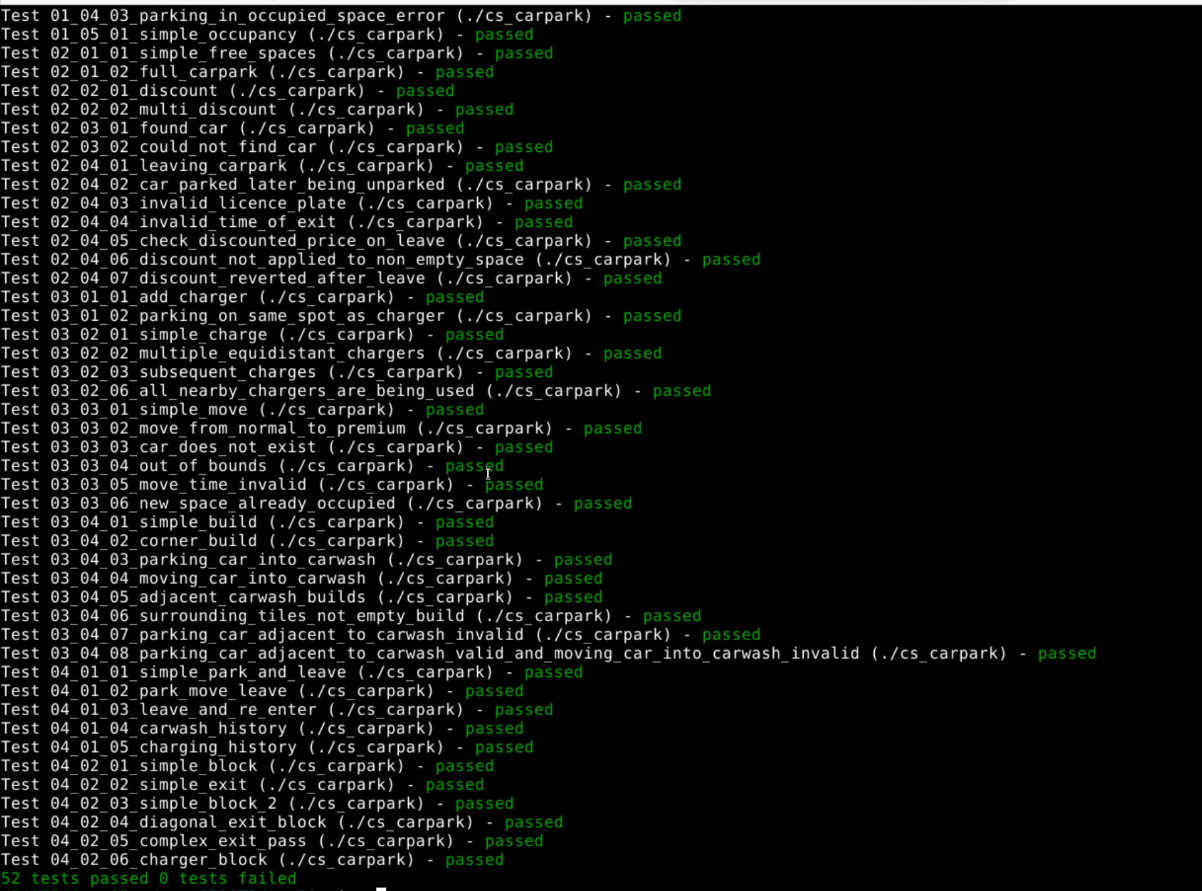 Test 01_04_03_parking_in_occupied_space_error (./cs_carpark) - passed
Test 01_05_01_simple_occupancy (./cs_carpark) - passed
Test 02_01_01_simple_free_spaces (./cs_carpark) - passed
Test 02_01_02_full_carpark (./cs_carpark) - passed
Test 02_02_01_discount (./cs_carpark) - passed
Test 02_02_02_multi_discount (./cs_carpark) - passed
Test 02_03_01_found_car (./cs_carpark) - passed
Test 02_03_02_could_not_find_car (./cs_carpark) - passed
Test 02_04_01_leaving_carpark (./cs_carpark) - passed
Test 02_04_02_car_parked_later_being_unparked (./cs_carpark) - passed
Test 02_04_03_invalid_licence_plate (./cs_carpark) - passed
Test 02_04_04_invalid_time_of_exit (./cs_carpark) - passed
Test 02_04_05_check_discounted_price_on_leave (./cs_carpark) - passed
Test 02_04_06_discount_not_applied_to_non_empty_space (./cs_carpark) - passed
Test 02_04_07_discount_reverted_after_leave (./cs_carpark) - passed
Test 03_01_01_add_charger (./cs_carpark) - passed
Test 03_01_02_parking_on_same_spot_as_charger (./cs_carpark) - passed
Test 03_02_01_simple_charge (./cs_carpark) - passed
Test 03_02_02_multiple_equidistant_chargers (./cs_carpark) - passed
Test 03_02_03_subsequent_charges (./cs_carpark) - passed
Test 03_02_06_all_nearby_chargers_are_being_used (./cs_carpark) - passed
Test 03_03_01_simple_move (./cs_carpark) - passed
Test 03_03_02_move_from_normal_to_premium (./cs_carpark) - passed
Test 03_03_03_car_does_not_exist (./cs_carpark) - passed
Test 03_03_04_out_of_bounds (./cs_carpark) - passed
Test 03_03_05_move_time_invalid (./cs_carpark) - passed
Test 03_03_06_new_space_already_occupied (./cs_carpark) - passed
Test 03_04_01_simple_build (./cs_carpark) - passed
Test 03_04_02_corner_build (./cs_carpark) - passed
Test 03_04_03_parking_car_into_carwash (./cs_carpark) - passed
Test 03_04_04_moving_car_into_carwash (./cs_carpark) - passed
Test 03_04_05_adjacent_carwash_builds (./cs_carpark) - passed
Test 03_04_06_surrounding_tiles_not_empty_build (./cs_carpark) - passed
Test 03_04_07_parking_car_adjacent_to_carwash_invalid (./cs_carpark) - passed
Test 03_04_08_parking_car_adjacent_to_carwash_valid_and_moving_car_into_carwash_invalid (./cs_carpark) - passed
Test 04_01_01_simple_park_and_leave (./cs_carpark) - passed
Test 04_01_02_park_move_leave (./cs_carpark) - passed
Test 04_01_03_leave_and_re_enter (./cs_carpark) - passed
Test 04_01_04_carwash_history (./cs_carpark) - passed
Test 04_01_05_charging_history (./cs_carpark) - passed
Test 04_02_01_simple_block (./cs_carpark) - passed
Test 04_02_02_simple_exit (./cs_carpark) - passed
Test 04_02_03_simple_block_2 (./cs_carpark) - passed
Test 04_02_04_diagonal_exit_block (./cs_carpark) - passed
Test 04_02_05_complex_exit_pass (./cs_carpark) - passed
Test 04_02_06_charger_block (./cs_carpark) - passed
52 tests passed 0 tests failed